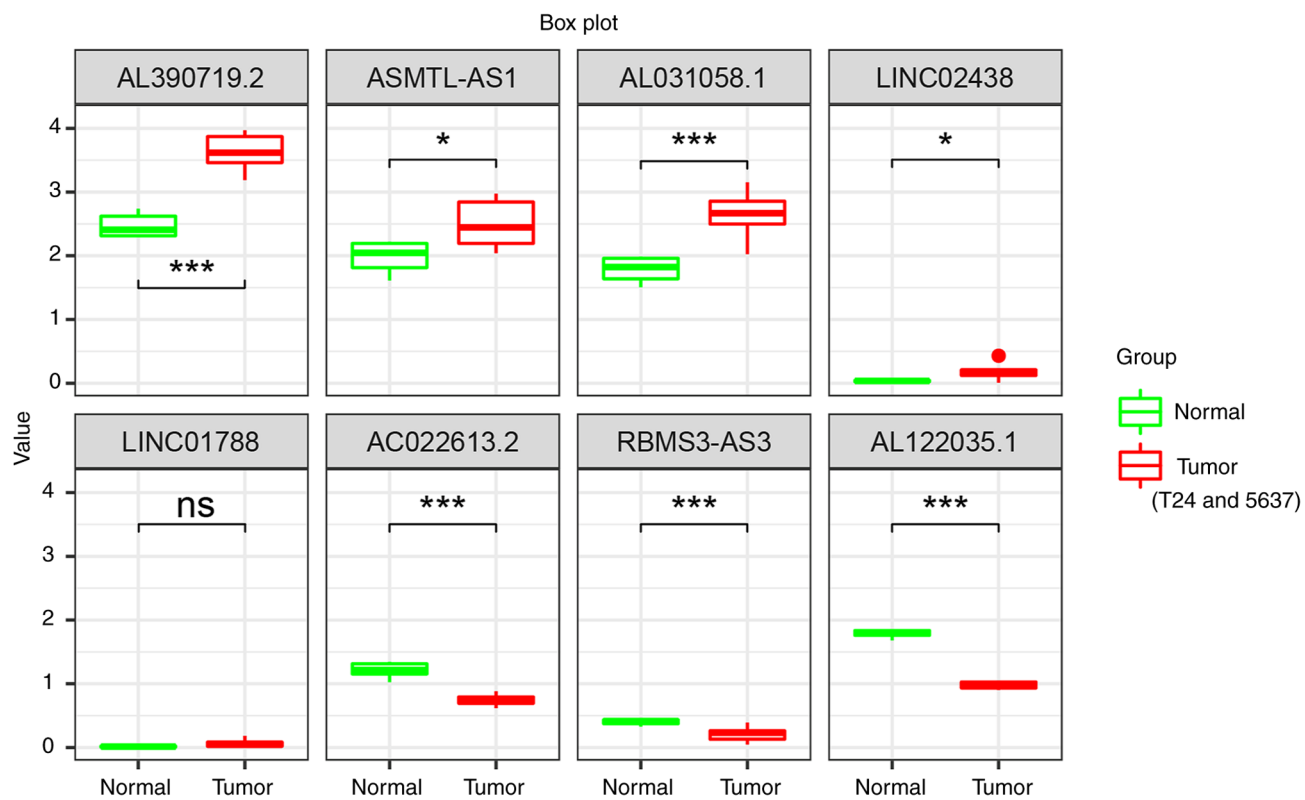 Box plot
AL390719.2 ASMTL-AS1 AL031058.1 LINC02438
4
3
2
1
0
*** * *** *
LINC01788 AC022613.2 RBMS3-AS3 AL122035.1
4
3
2
1
0
ns *** *** ***
Normal Tumor Normal Tumor Normal Tumor Normal Tumor
Value
Group
Normal
Tumor
(T24 and 5637)